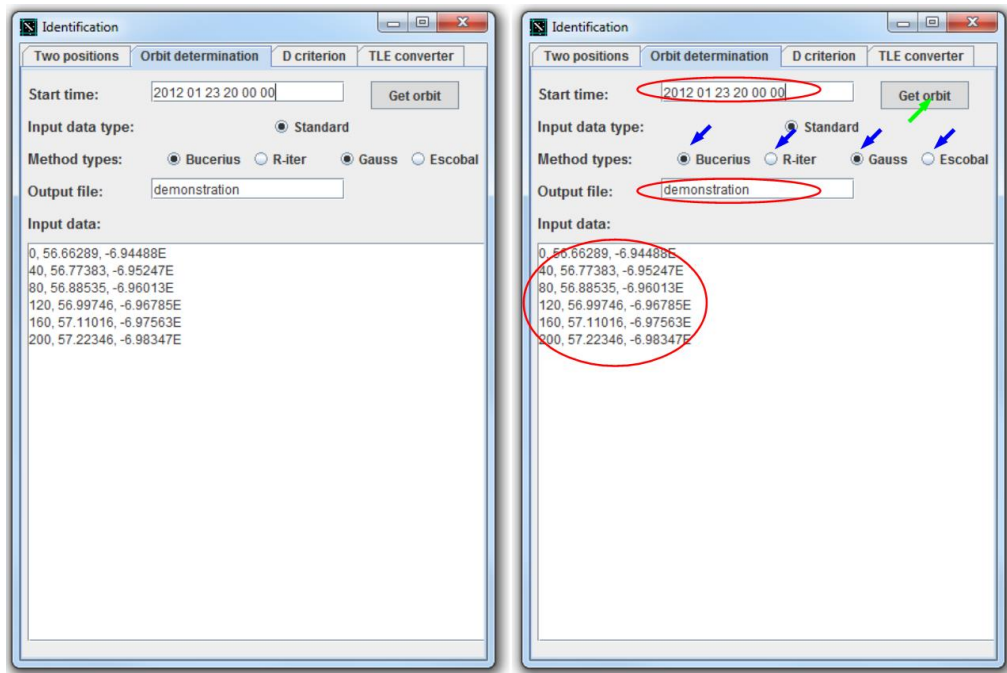 Identification
Two positions Orbit determination D criterion TLE converter
Start time: 2012 01 23 20 00 00 Get orbit
Input data type: Standard
Method types: Bucerius R-iter Gauss Escobal
Output file: demonstration
Input data:
0, 56.66289, -6.94488E
40, 56.77383, -6.95247E
80, 56.88535, -6.96013E
120, 56.99746, -6.96785E
160, 57.11016, -6.97563E
200, 57.22346, -6.98347E
Identification
Two positions Orbit determination D criterion TLE converter
Start time: 2012 01 23 20 00 00 Get orbit
Input data type: Standard
Method types: Bucerius R-iter Gauss Escobal
Output file: demonstration
Input data:
0, 56.66289, -6.94488E
40, 56.77383, -6.95247E
80, 56.88535, -6.96013E
120, 56.99746, -6.96785E
160, 57.11016, -6.97563E
200, 57.22346, -6.98347E